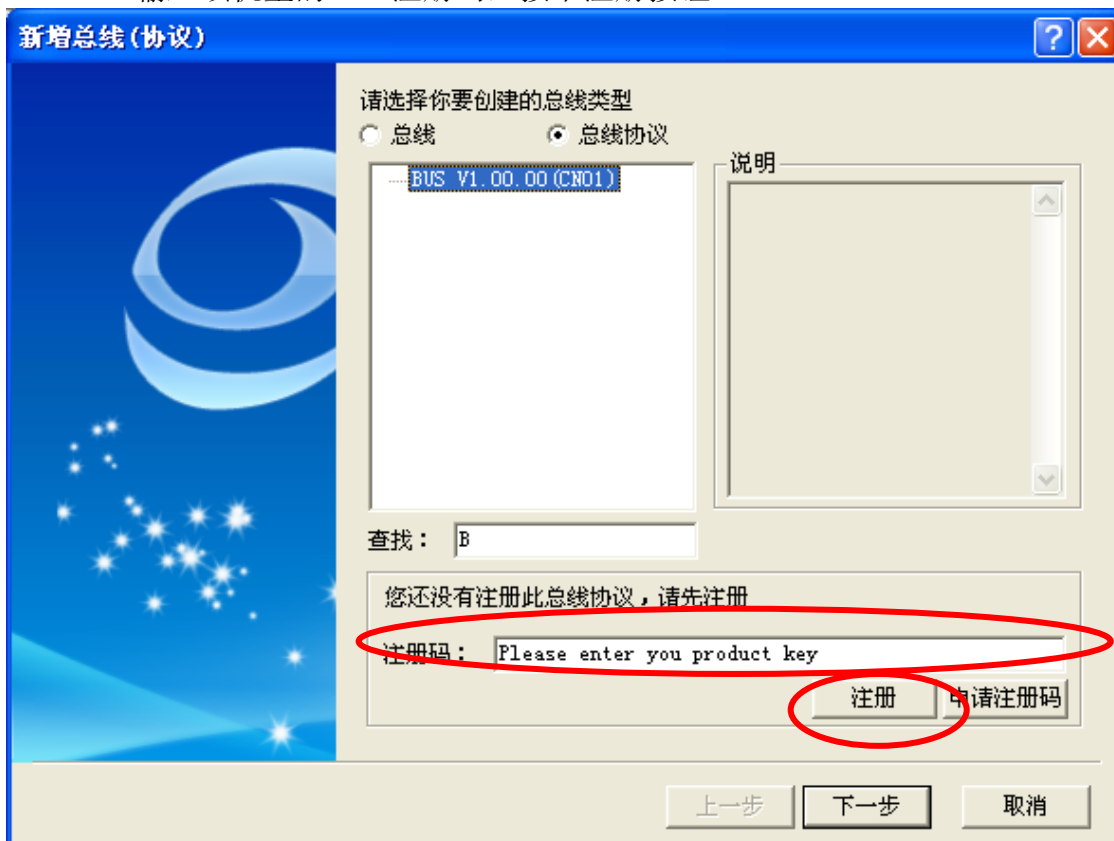 新增总线(协议)
请选择你要创建的总线类型
总线 总线协议
BUS V1.00.00(CN01)
说明
查找： B
您还没有注册此总线协议，请先注册
注册码： Please enter you product key
注册 申请注册码
上一步 下一步 取消